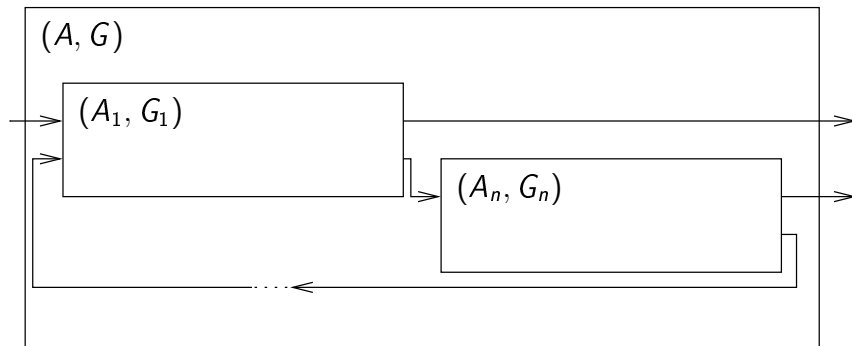 (A, G)
(A₁, G₁)
(Aₙ, Gₙ)
....